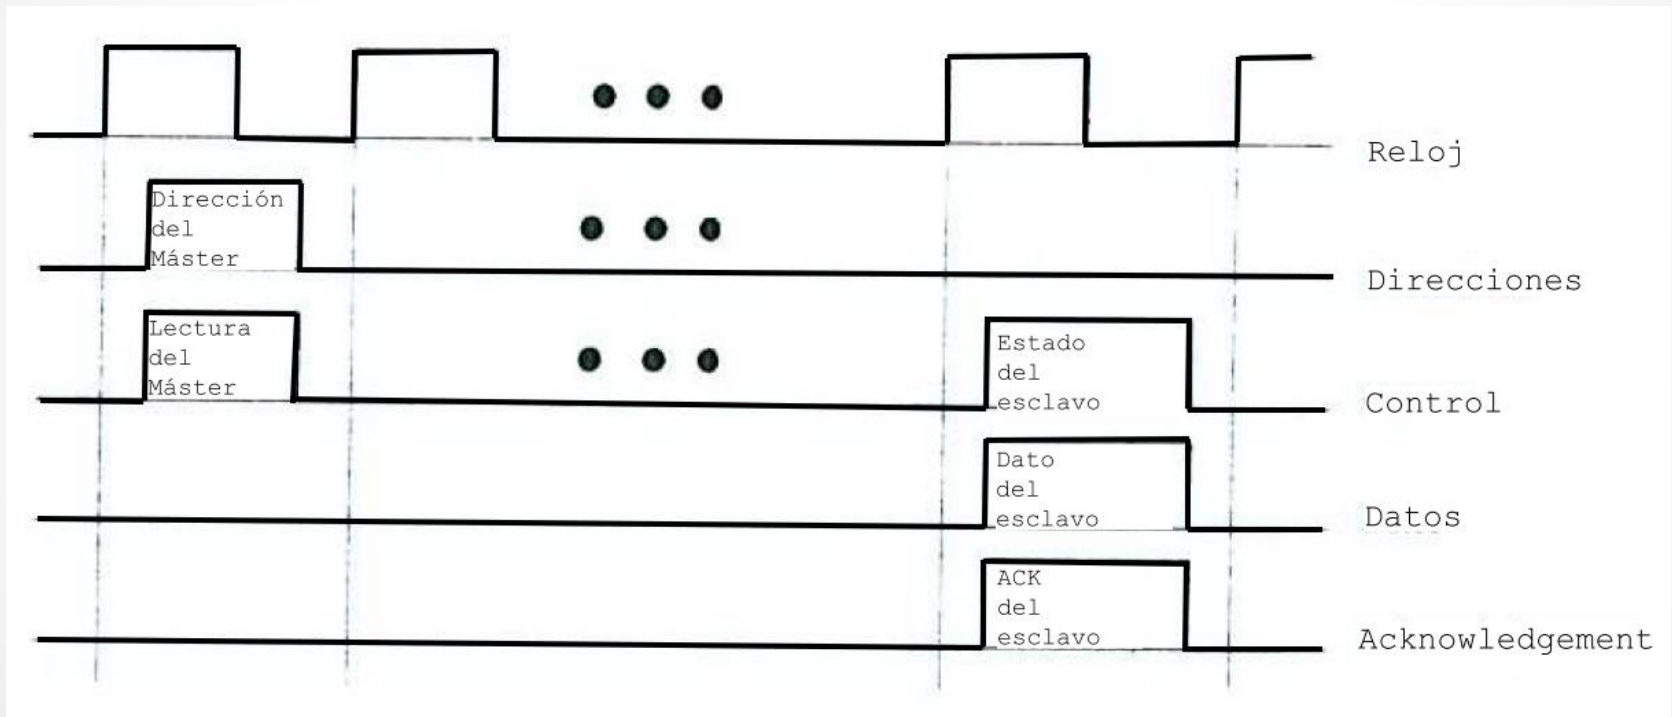 Reloj
Dirección
del
Máster
Direcciones
Lectura
del
Máster
Estado
del
esclavo
Control
Dato
del
esclavo
Datos
ACK
del
esclavo
Acknowledgement